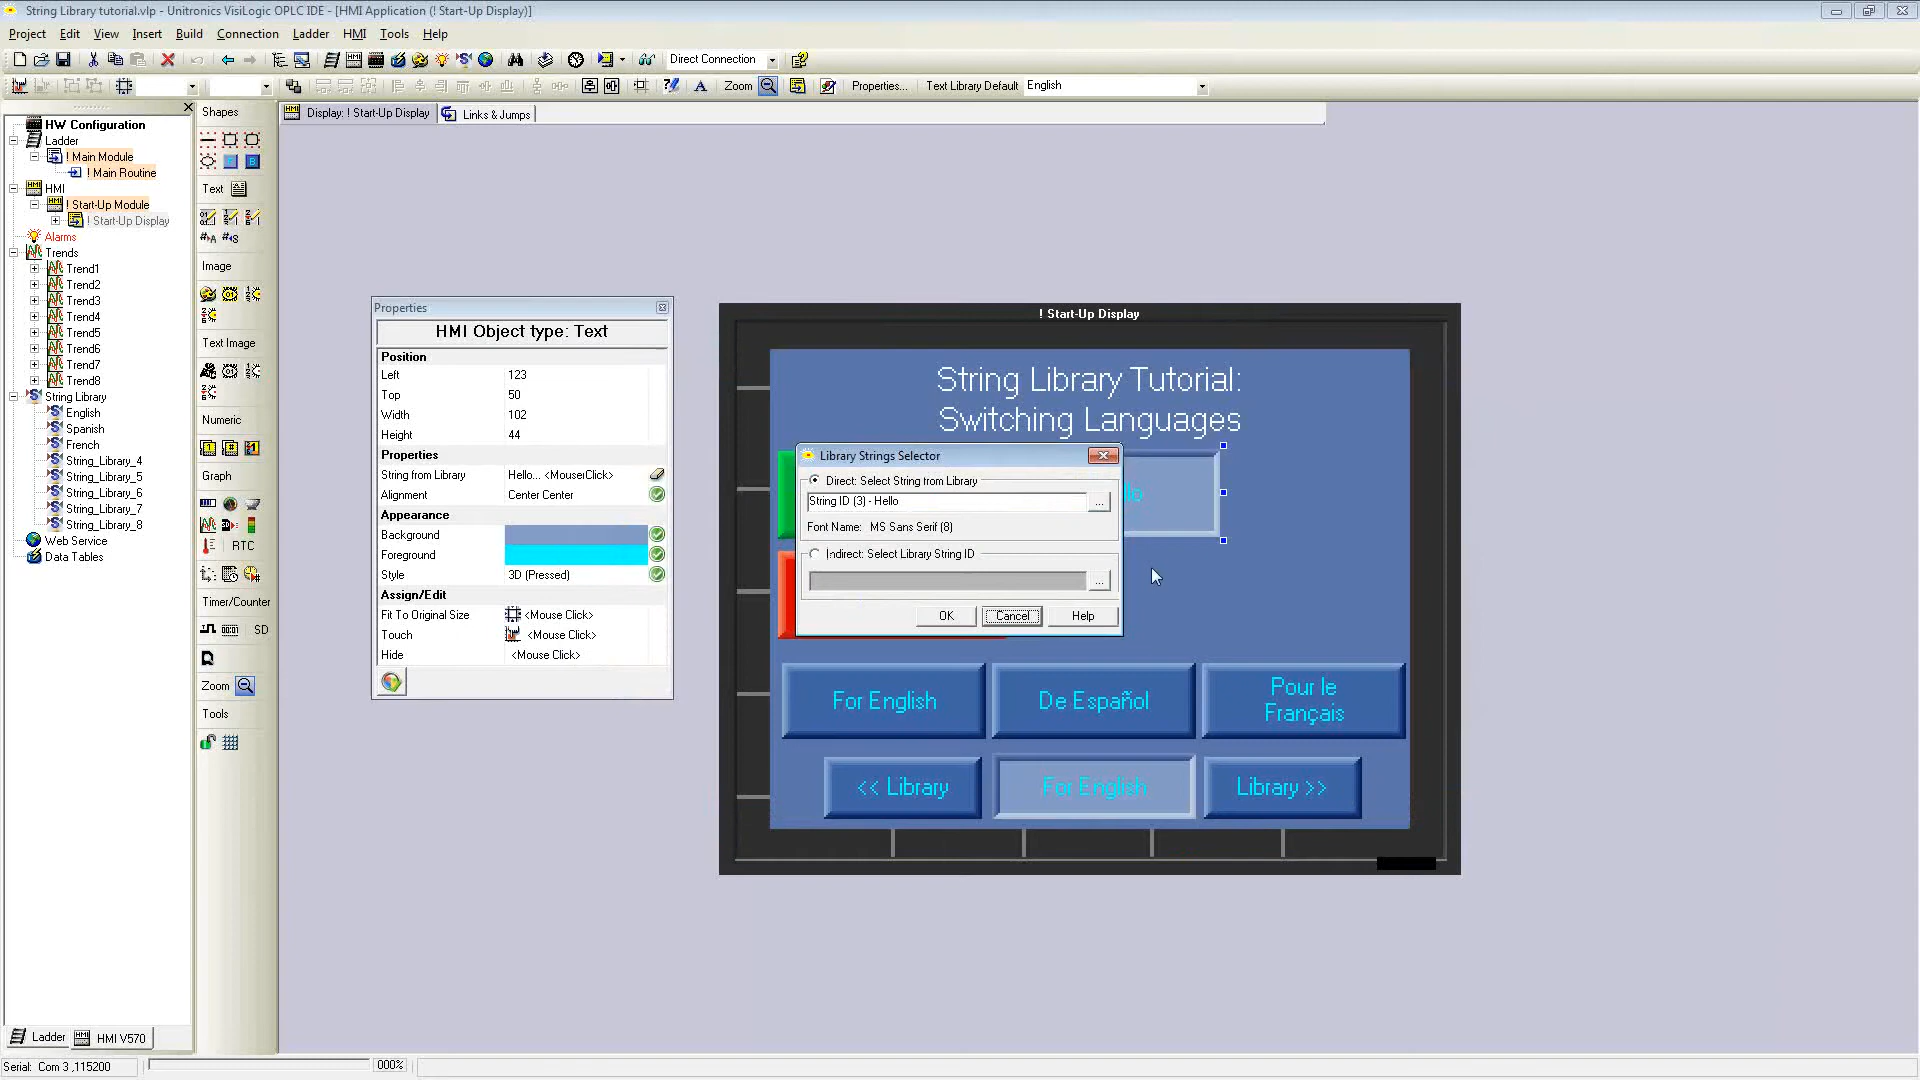 String Library tutorial.vlp - Unitronics VisiLogic OPLC IDE - [HMI Application (! Start-Up Display)]
Project Edit View Insert Build Connection Ladder HMI Tools Help
Direct Connection
Zoom Properties... Text Library Default English
Display: ! Start-Up Display
Links & Jumps
HW Configuration
Ladder
! Main Module
! Main Routine
HMI
! Start-Up Module
! Start-Up Display
Alarms
Trends
Trend1
Trend2
Trend3
Trend4
Trend5
Trend6
Trend7
Trend8
String Library
English
Spanish
French
String_Library_4
String_Library_5
String_Library_6
String_Library_7
String_Library_8
Web Service
Data Tables
Shapes
Text
Image
Text Image
Numeric
Graph
RTC
Timer/Counter
SD
Zoom
Tools
Properties
HMI Object type: Text
Position
Left 123
Top 50
Width 102
Height 44
Properties
String from Library Hello... <Mouse Click>
Alignment Center Center
Appearance
Background
Foreground
Style 3D (Pressed)
Assign/Edit
Fit To Original Size <Mouse Click>
Touch <Mouse Click>
Hide <Mouse Click>
! Start-Up Display
String Library Tutorial:
Switching Languages
Library Strings Selector
Direct: Select String from Library
String ID (3) - Hello
...
Font Name: MS Sans Serif (8)
Indirect: Select Library String ID
...
OK Cancel Help
For English
De Español
Pour le
Français
<< Library
For English
Library >>
Ladder
HMI V570
Serial: Com 3 ,115200
000%